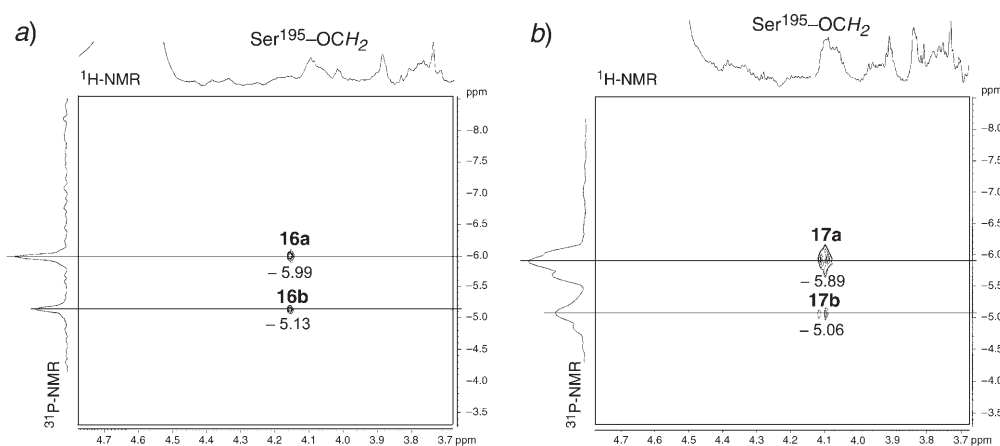 a)
Ser195–OCH2
1H-NMR
ppm
–8.0
–7.5
–7.0
–6.5
–6.0
–5.5
–5.0
–4.5
–4.0
–3.5
16a
– 5.99
16b
– 5.13
31P-NMR
4.7 4.6 4.5 4.4 4.3 4.2 4.1 4.0 3.9 3.8 3.7 ppm
b)
Ser195–OCH2
1H-NMR
ppm
–8.0
–7.5
–7.0
–6.5
–6.0
–5.5
–5.0
–4.5
–4.0
–3.5
17a
– 5.89
17b
– 5.06
31P-NMR
4.7 4.6 4.5 4.4 4.3 4.2 4.1 4.0 3.9 3.8 3.7 ppm